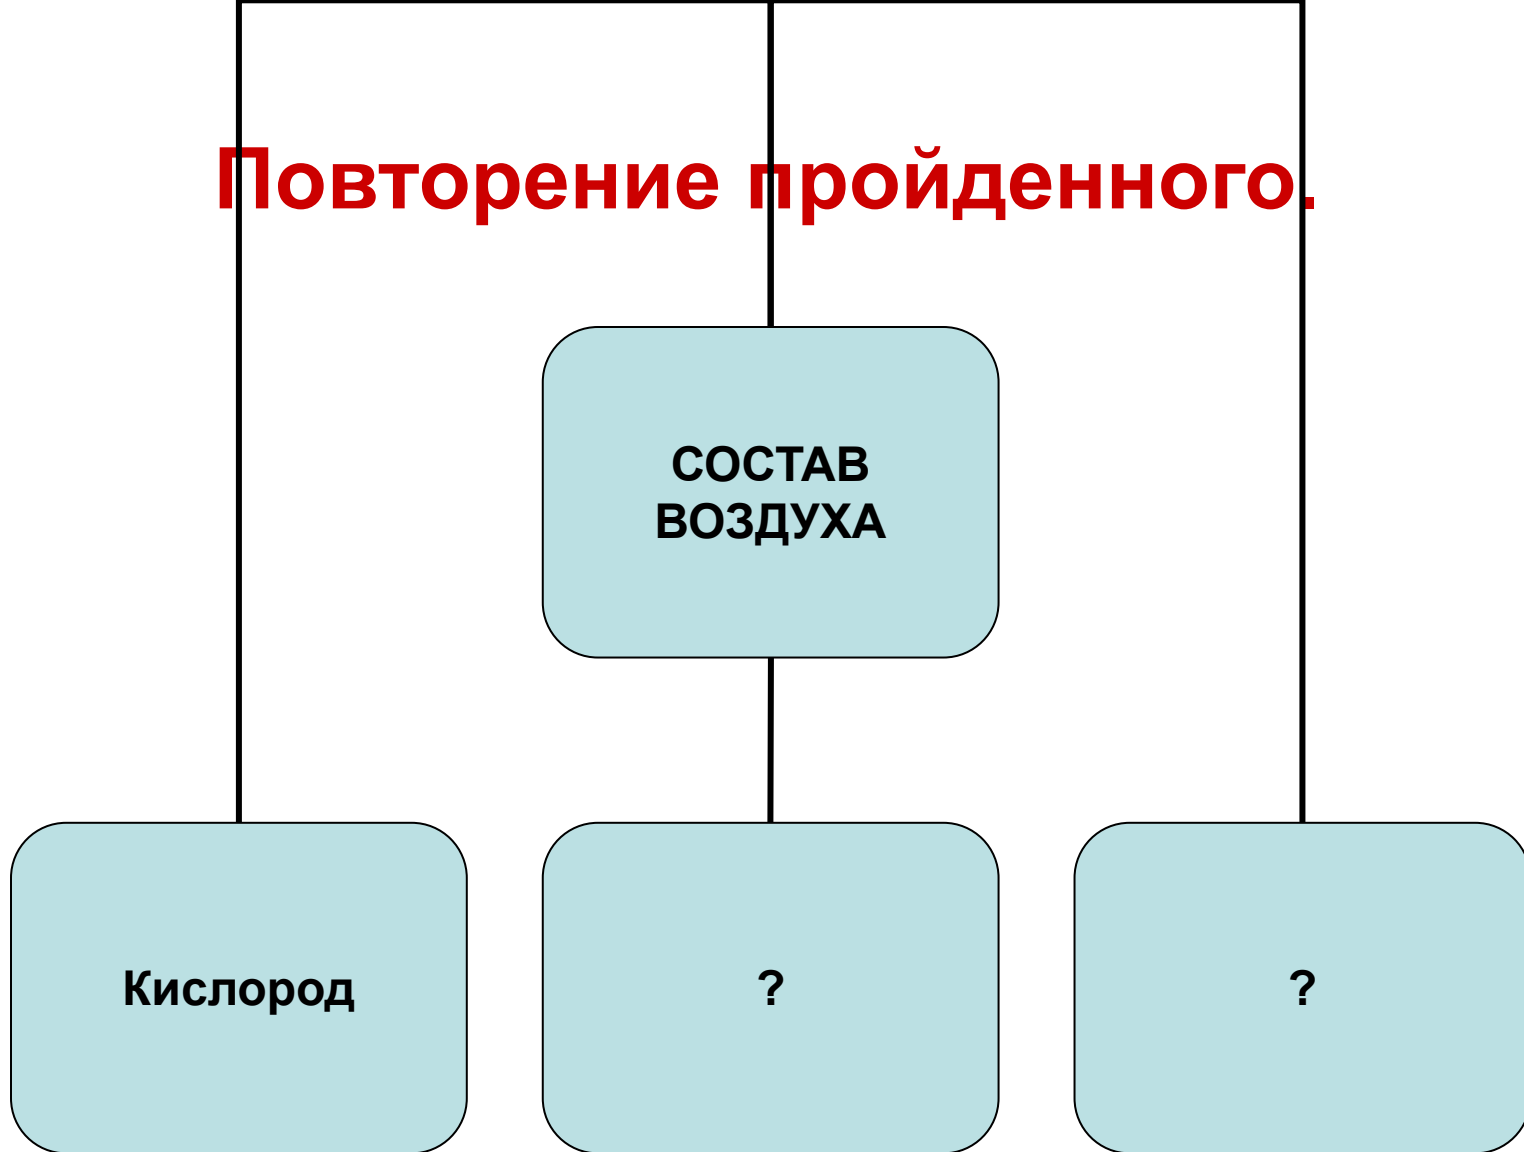 Повторение пройденного.
СОСТАВ
ВОЗДУХА
Кислород
?
?